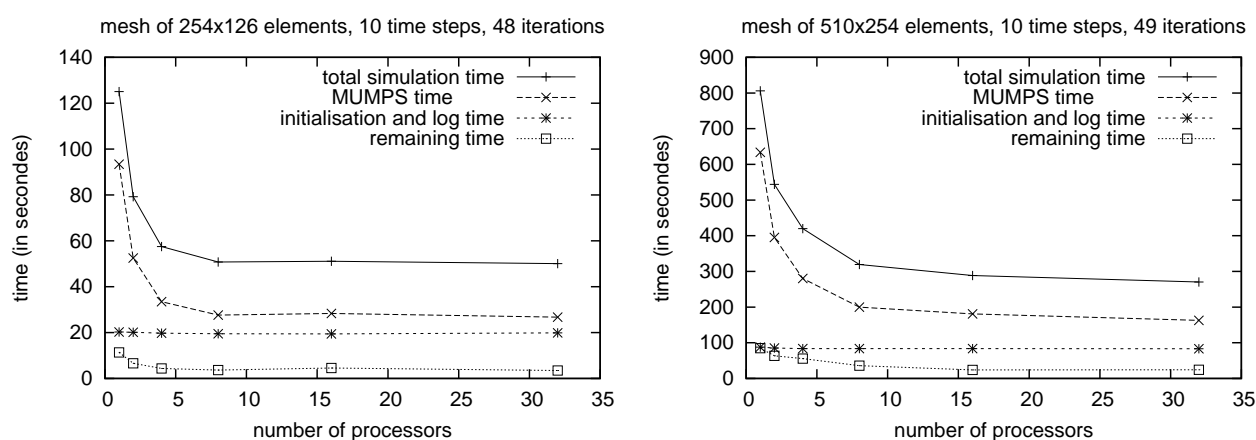 mesh of 254x126 elements, 10 time steps, 48 iterations
140
120
100
80
60
40
20
0
time (in secondes)
total simulation time
MUMPS time
initialisation and log time
remaining time
0 5 10 15 20 25 30 35
number of processors
mesh of 510x254 elements, 10 time steps, 49 iterations
900
800
700
600
500
400
300
200
100
0
time (in secondes)
total simulation time
MUMPS time
initialisation and log time
remaining time
0 5 10 15 20 25 30 35
number of processors